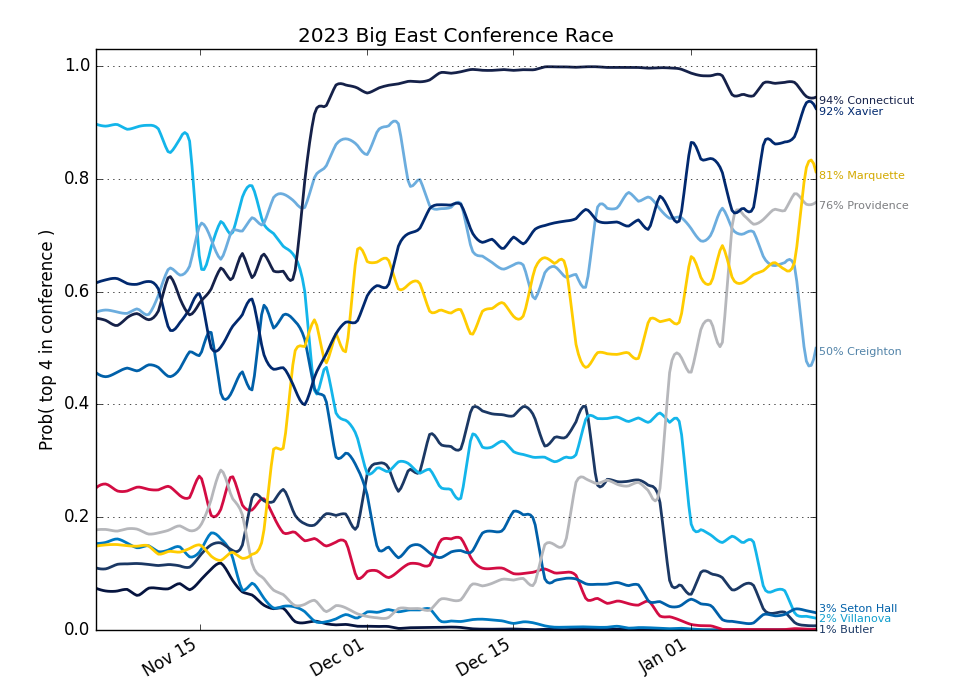 2023 Big East Conference Race
Prob( top 4 in conference )
1.0
0.8
0.6
0.4
0.2
0.0
Nov 15
Dec 01
Dec 15
Jan 01
94% Connecticut
92% Xavier
81% Marquette
76% Providence
50% Creighton
3% Seton Hall
2% Villanova
1% Butler